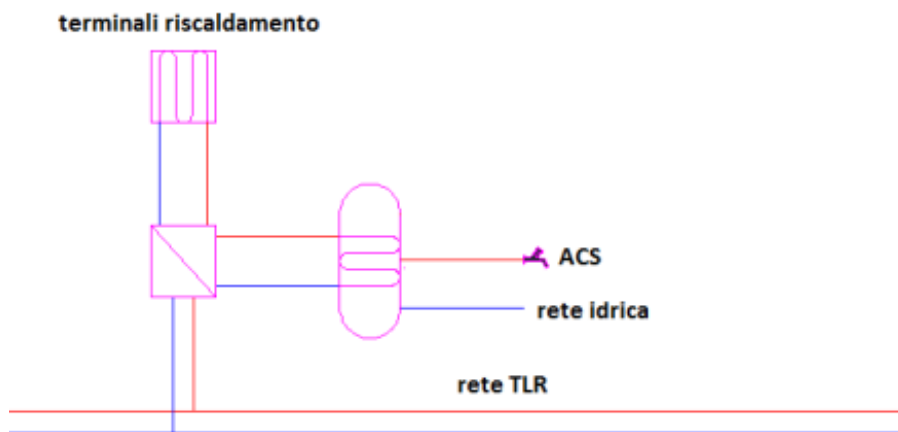 terminali riscaldamento
ACS
rete idrica
rete TLR